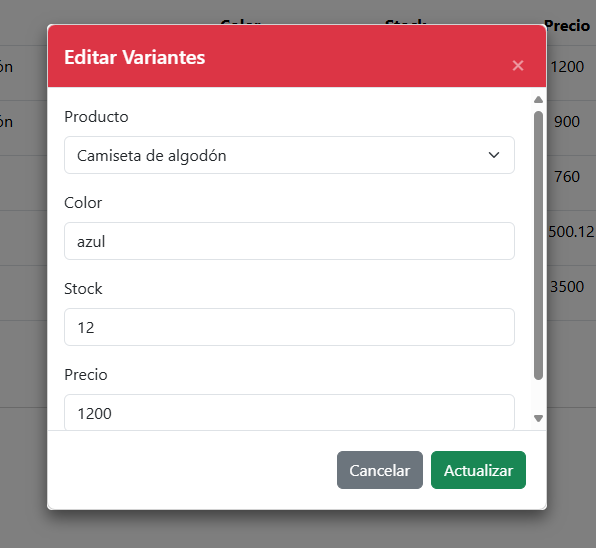 Color Stock Precio
Editar Variantes
×
ón 1200
Producto
ón 900
Camiseta de algodón
760
Color
500.12
azul
Stock 3500
12
Precio
1200
Cancelar Actualizar